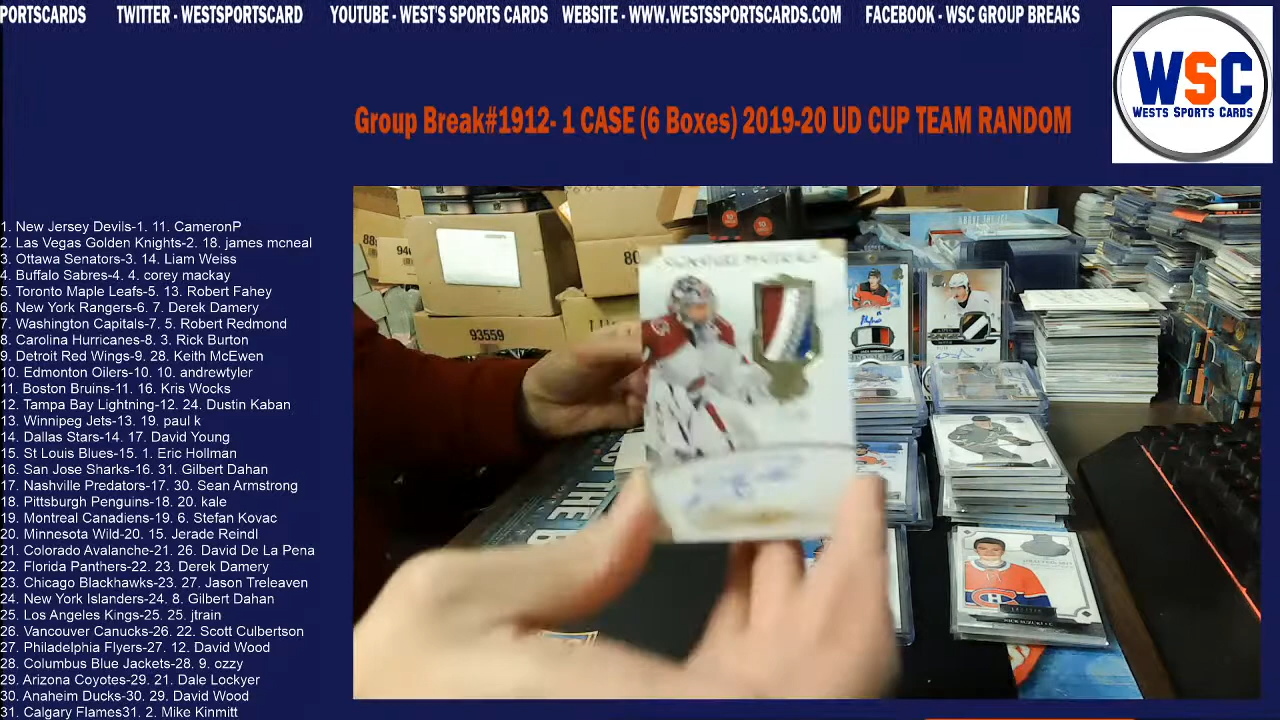 PORTSCARDS TWITTER - WESTSPORTSCARD YOUTUBE - WEST'S SPORTS CARDS WEBSITE - WWW.WESTSSPORTSCARDS.COM FACEBOOK - WSC GROUP BREAKS
WSC
WESTS SPORTS CARDS
Group Break#1912- 1 CASE (6 Boxes) 2019-20 UD CUP TEAM RANDOM
1. New Jersey Devils-1. 11. CameronP
2. Las Vegas Golden Knights-2. 18. james mcneal
3. Ottawa Senators-3. 14. Liam Weiss
4. Buffalo Sabres-4. 4. corey mackay
5. Toronto Maple Leafs-5. 13. Robert Fahey
6. New York Rangers-6. 7. Derek Damery
7. Washington Capitals-7. 5. Robert Redmond
8. Carolina Hurricanes-8. 3. Rick Burton
9. Detroit Red Wings-9. 28. Keith McEwen
10. Edmonton Oilers-10. 10. andrewtyler
11. Boston Bruins-11. 16. Kris Wocks
12. Tampa Bay Lightning-12. 24. Dustin Kaban
13. Winnipeg Jets-13. 19. paul k
14. Dallas Stars-14. 17. David Young
15. St Louis Blues-15. 1. Eric Hollman
16. San Jose Sharks-16. 31. Gilbert Dahan
17. Nashville Predators-17. 30. Sean Armstrong
18. Pittsburgh Penguins-18. 20. kale
19. Montreal Canadiens-19. 6. Stefan Kovac
20. Minnesota Wild-20. 15. Jerade Reindl
21. Colorado Avalanche-21. 26. David De La Pena
22. Florida Panthers-22. 23. Derek Damery
23. Chicago Blackhawks-23. 27. Jason Treleaven
24. New York Islanders-24. 8. Gilbert Dahan
25. Los Angeles Kings-25. 25. jtrain
26. Vancouver Canucks-26. 22. Scott Culbertson
27. Philadelphia Flyers-27. 12. David Wood
28. Columbus Blue Jackets-28. 9. ozzy
29. Arizona Coyotes-29. 21. Dale Lockyer
30. Anaheim Ducks-30. 29. David Wood
31. Calgary Flames31. 2. Mike Kinmitt
93559